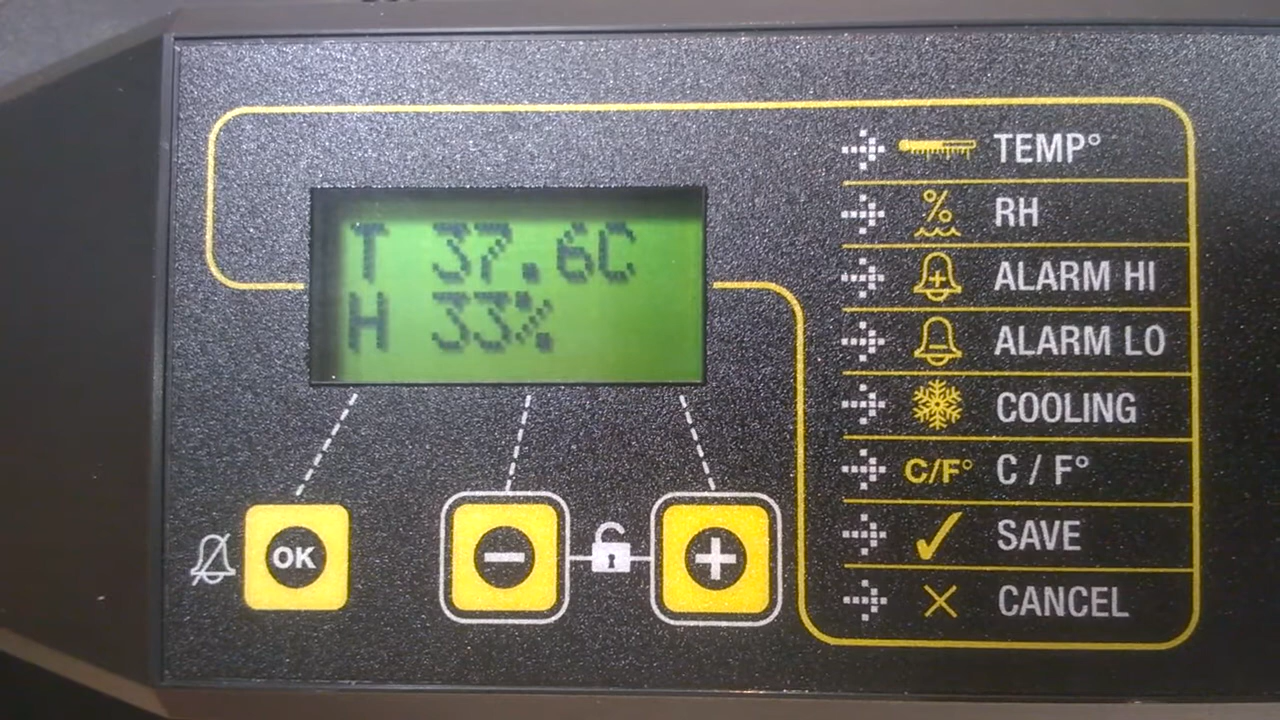 T 37.6C
H 33%
OK
TEMP°
% RH
ALARM HI
ALARM LO
COOLING
C/F° C / F°
SAVE
CANCEL